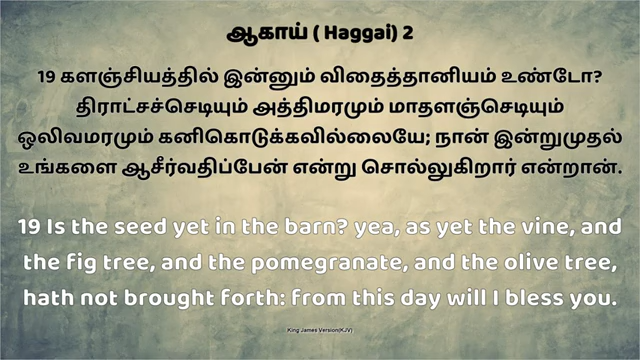 ஆகாய் ( Haggai) 2
19 களஞ்சியத்தில் இன்னும் விதைத்தானியம் உண்டோ?
திராட்சச்செடியும் அத்திமரமும் மாதளஞ்செடியும்
ஒலிவமரமும் கனிகொடுக்கவில்லையே; நான் இன்றுமுதல்
உங்களை ஆசீர்வதிப்பேன் என்று சொல்லுகிறார் என்றான்.
19 Is the seed yet in the barn? yea, as yet the vine, and
the fig tree, and the pomegranate, and the olive tree,
hath not brought forth: from this day will I bless you.
King James Version(KJV)